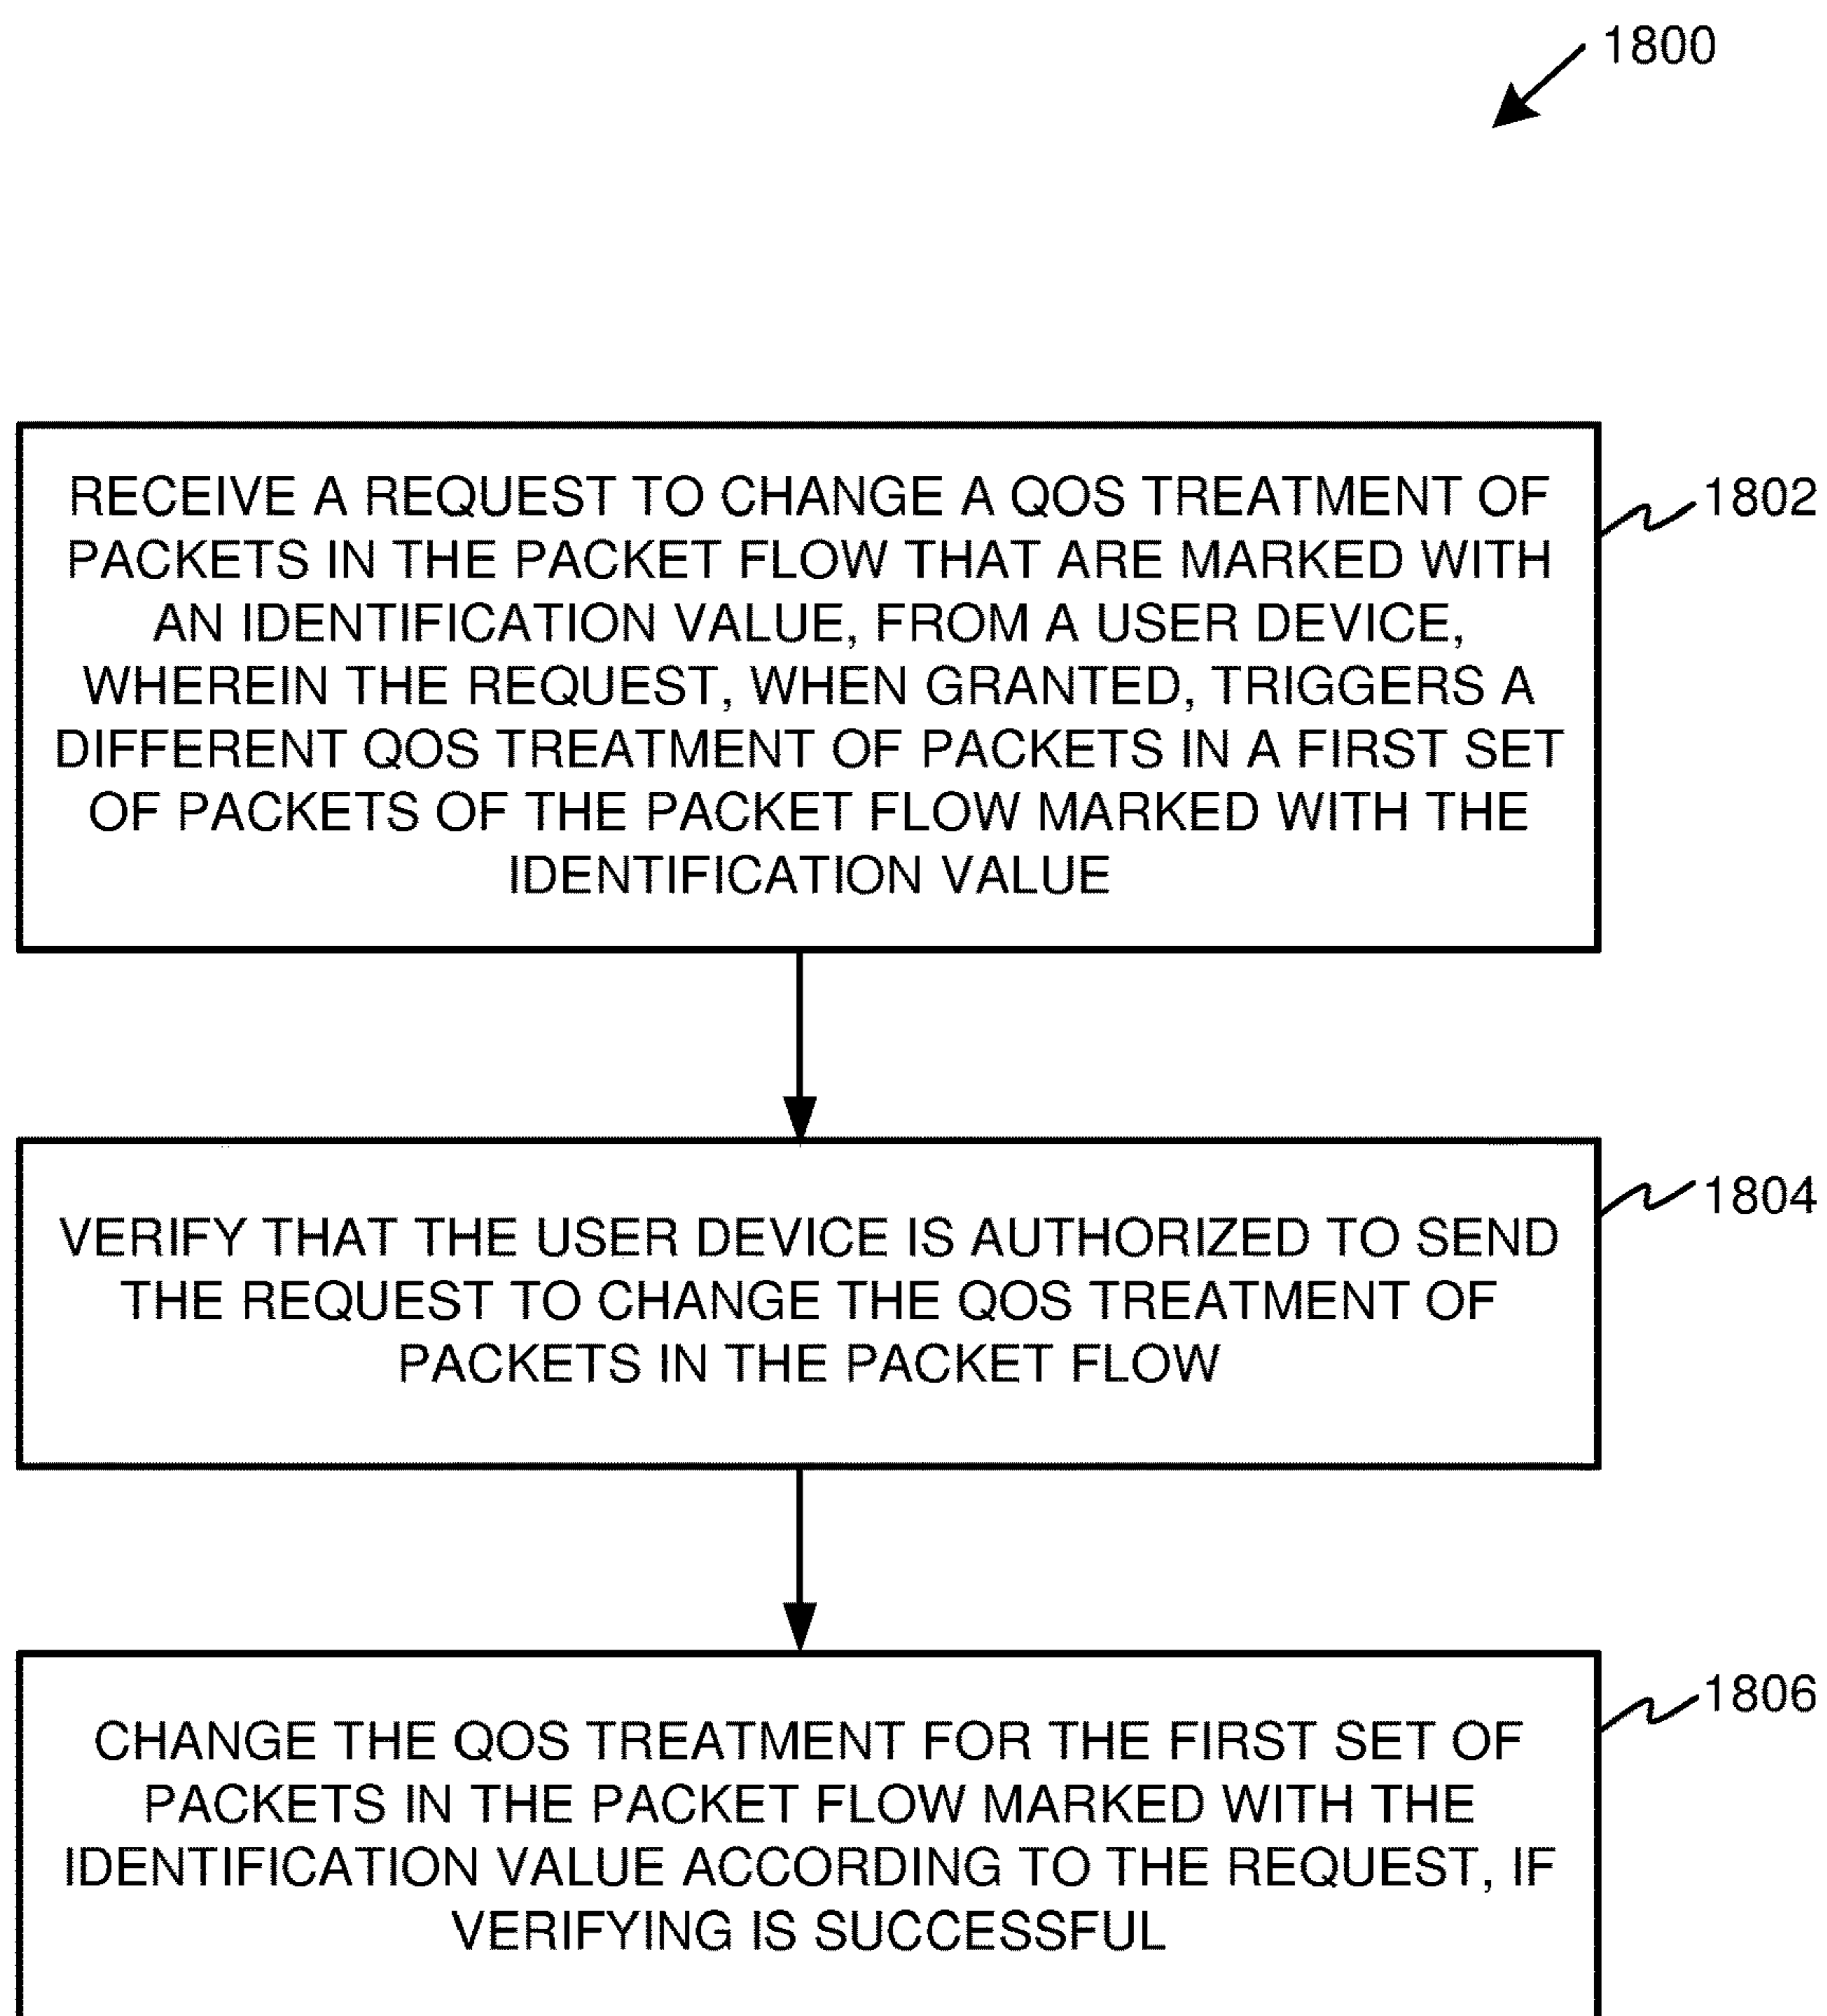 1800
RECEIVE A REQUEST TO CHANGE A QOS TREATMENT OF
PACKETS IN THE PACKET FLOW THAT ARE MARKED WITH
AN IDENTIFICATION VALUE, FROM A USER DEVICE,
WHEREIN THE REQUEST, WHEN GRANTED, TRIGGERS A
DIFFERENT QOS TREATMENT OF PACKETS IN A FIRST SET
OF PACKETS OF THE PACKET FLOW MARKED WITH THE
IDENTIFICATION VALUE
1802
VERIFY THAT THE USER DEVICE IS AUTHORIZED TO SEND
THE REQUEST TO CHANGE THE QOS TREATMENT OF
PACKETS IN THE PACKET FLOW
1804
CHANGE THE QOS TREATMENT FOR THE FIRST SET OF
PACKETS IN THE PACKET FLOW MARKED WITH THE
IDENTIFICATION VALUE ACCORDING TO THE REQUEST, IF
VERIFYING IS SUCCESSFUL
1806